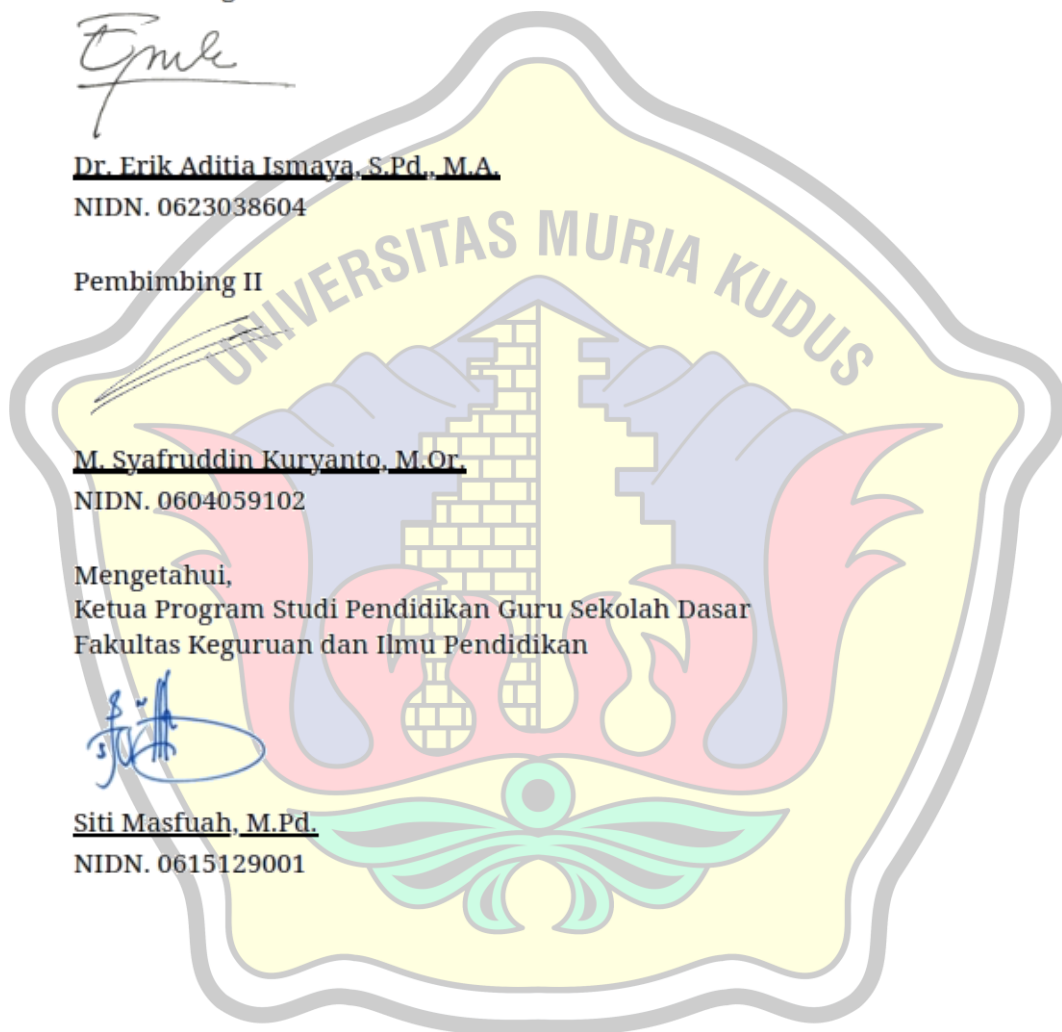 Dr. Erik Aditia Ismaya, S.Pd., M.A.
NIDN. 0623038604
UNIVERSITAS MURIA KUDUS
Pembimbing II
M. Syafruddin Kuryanto, M.Or.
NIDN. 0604059102
Mengetahui,
Ketua Program Studi Pendidikan Guru Sekolah Dasar
Fakultas Keguruan dan Ilmu Pendidikan
Siti Masfuah, M.Pd.
NIDN. 0615129001